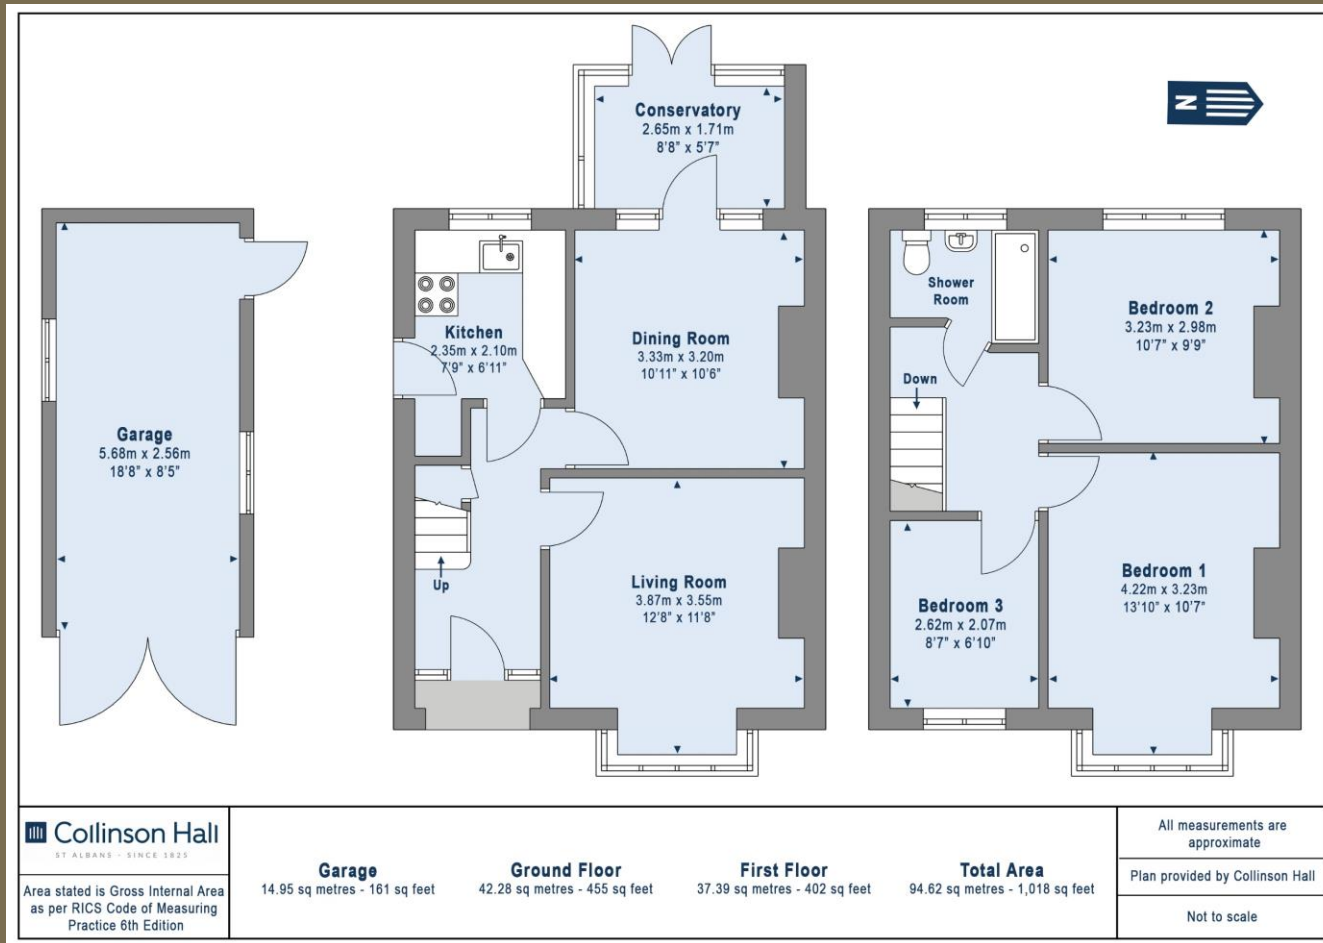 N
Conservatory
2.65m x 1.71m
8'8" x 5'7"
Kitchen
2.35m x 2.10m
7'9" x 6'11"
Dining Room
3.33m x 3.20m
10'11" x 10'6"
Shower
Room
Bedroom 2
3.23m x 2.98m
10'7" x 9'9"
Down
Garage
5.68m x 2.56m
18'8" x 8'5"
Up
Living Room
3.87m x 3.55m
12'8" x 11'8"
Bedroom 3
2.62m x 2.07m
8'7" x 6'10"
Bedroom 1
4.22m x 3.23m
13'10" x 10'7"
Collinson Hall
ST ALBANS - SINCE 1825
Area stated is Gross Internal Area
as per RICS Code of Measuring
Practice 6th Edition
Garage
14.95 sq metres - 161 sq feet
Ground Floor
42.28 sq metres - 455 sq feet
First Floor
37.39 sq metres - 402 sq feet
Total Area
94.62 sq metres - 1,018 sq feet
All measurements are
approximate
Plan provided by Collinson Hall
Not to scale